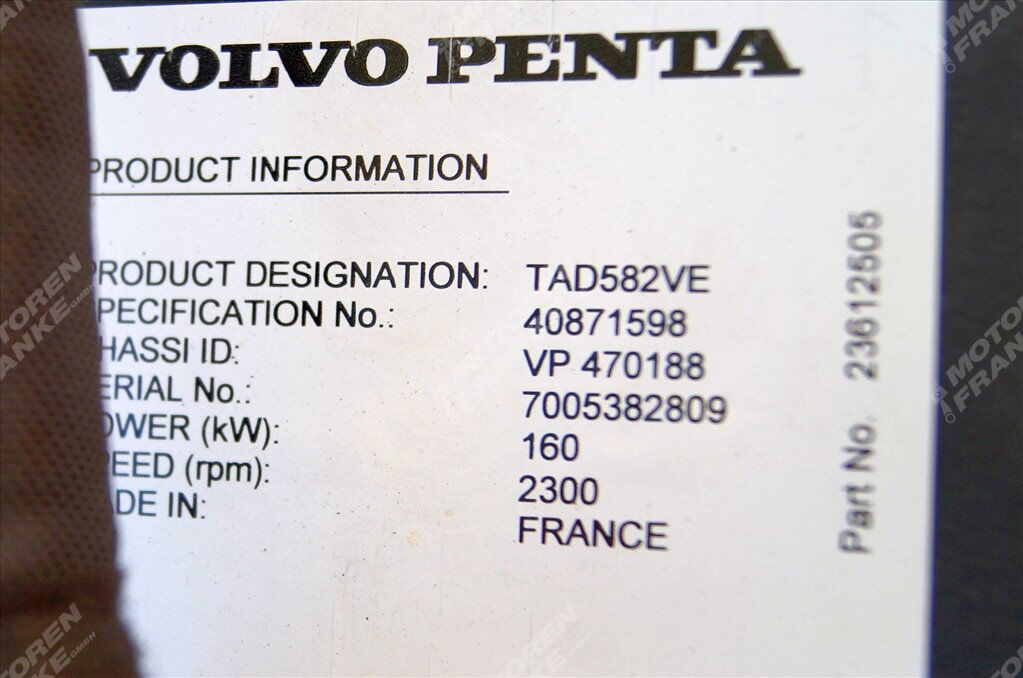 VOLVO PENTA
PRODUCT INFORMATION
PRODUCT DESIGNATION: TAD582VE
PECIFICATION No.: 40871598
HASSI ID: VP 470188
ERIAL No.: 7005382809
OWER (kW): 160
EED (rpm): 2300
DE IN: FRANCE
Part No. 23612505
MOTOREN
FRANKE GMBH